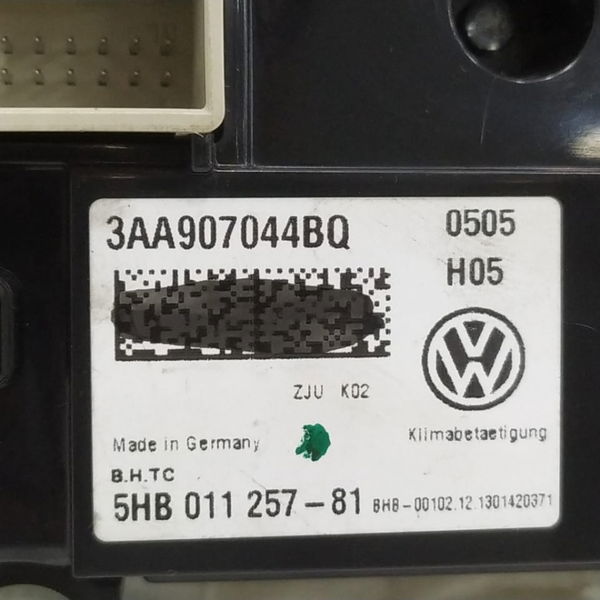 3AA907044BQ 0505
H05
ZJU K02
Made in Germany Klimabetaetigung
B.H.TC
5HB 011 257-81 BHB-00102.12.1301420371